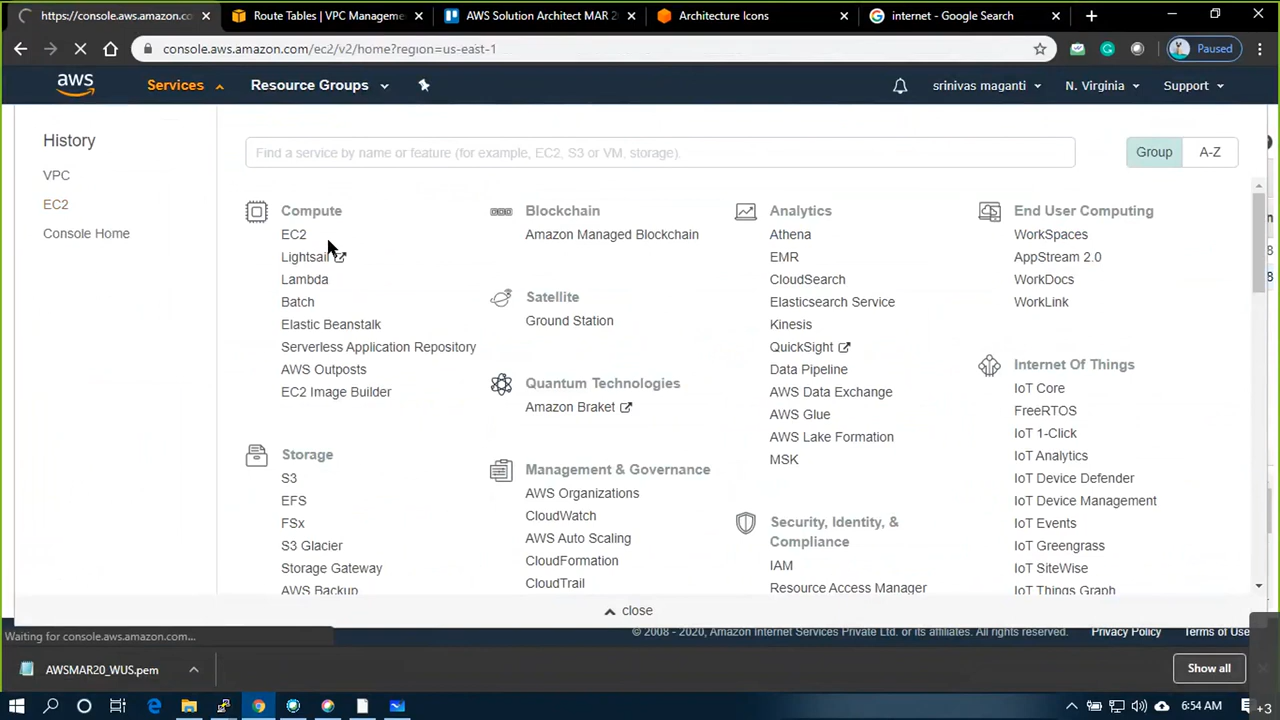 https://console.aws.amazon.co
Route Tables | VPC Manageme
AWS Solution Architect MAR 2
Architecture Icons
internet - Google Search
console.aws.amazon.com/ec2/v2/home?region=us-east-1
Paused
aws
Services
Resource Groups
srinivas maganti
N. Virginia
Support
History
VPC
EC2
Console Home
Find a service by name or feature (for example, EC2, S3 or VM, storage).
Group
A-Z
Compute
EC2
Lightsail
Lambda
Batch
Elastic Beanstalk
Serverless Application Repository
AWS Outposts
EC2 Image Builder
Storage
S3
EFS
FSx
S3 Glacier
Storage Gateway
AWS Backup
Blockchain
Amazon Managed Blockchain
Satellite
Ground Station
Quantum Technologies
Amazon Braket
Management & Governance
AWS Organizations
CloudWatch
AWS Auto Scaling
CloudFormation
CloudTrail
Analytics
Athena
EMR
CloudSearch
Elasticsearch Service
Kinesis
QuickSight
Data Pipeline
AWS Data Exchange
AWS Glue
AWS Lake Formation
MSK
Security, Identity, &
Compliance
IAM
Resource Access Manager
End User Computing
WorkSpaces
AppStream 2.0
WorkDocs
WorkLink
Internet Of Things
IoT Core
FreeRTOS
IoT 1-Click
IoT Analytics
IoT Device Defender
IoT Device Management
IoT Events
IoT Greengrass
IoT SiteWise
IoT Things Graph
8
8
close
Waiting for console.aws.amazon.com...
© 2008 - 2020, Amazon Internet Services Private Ltd. or its affiliates. All rights reserved.
Privacy Policy
Terms of Use
AWSMAR20_WUS.pem
Show all
6:54 AM
+3